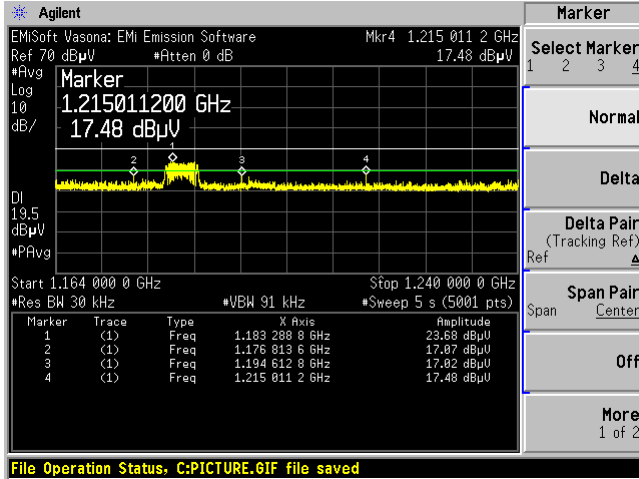 Agilent
Marker
EMiSoft Vasona: EMi Emission Software
Mkr4 1.215 011 2 GHz
Ref 70 dBµV #Atten 0 dB 17.48 dBµV
#Avg
Log
10
dB/
Marker
1.215011200 GHz
17.48 dBµV
1
2
3
4
DI
19.5
dBµV
#PAvg
Start 1.164 000 0 GHz Stop 1.240 000 0 GHz
#Res BW 30 kHz #VBW 91 kHz #Sweep 5 s (5001 pts)
Marker Trace Type X Axis Amplitude
1 (1) Freq 1.183 288 8 GHz 23.68 dBµV
2 (1) Freq 1.176 813 6 GHz 17.07 dBµV
3 (1) Freq 1.194 612 8 GHz 17.02 dBµV
4 (1) Freq 1.215 011 2 GHz 17.48 dBµV
Select Marker
1 2 3 4
Normal
Delta
Delta Pair
(Tracking Ref)
Ref Δ
Span Pair
Span Center
Off
More
1 of 2
File Operation Status, C:PICTURE.GIF file saved